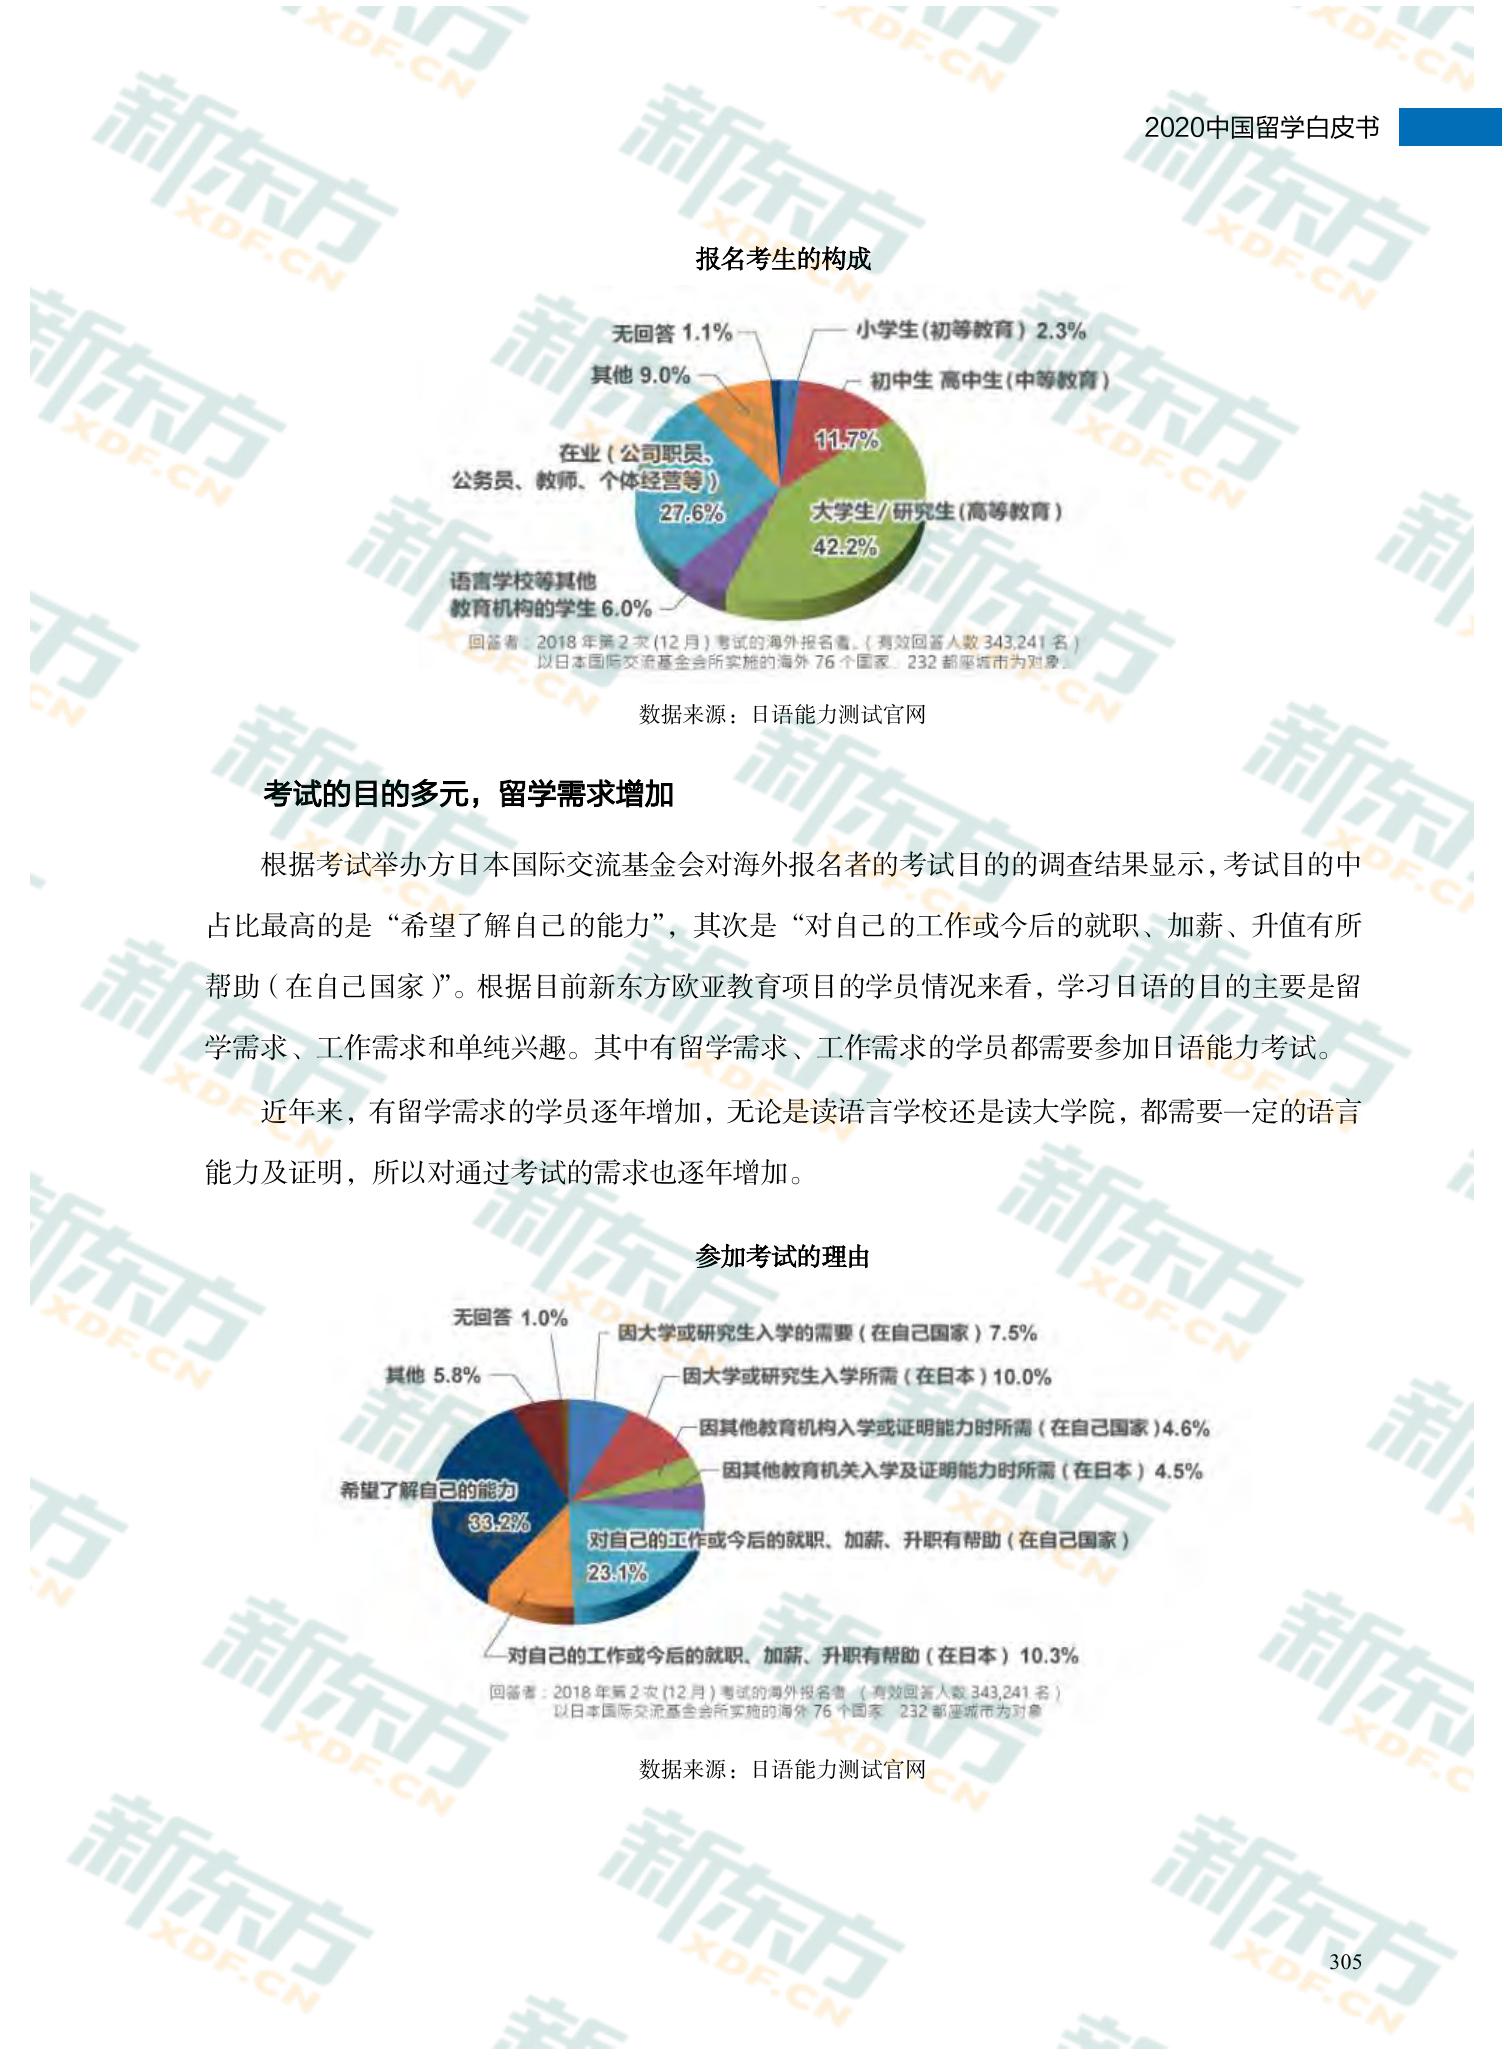 2020中国留学白皮书
报名考生的构成
无回答 1.1%
小学生(初等教育) 2.3%
其他 9.0%
初中生 高中生(中等教育)
11.7%
在业(公司职员、
公务员、教师、个体经营等)
27.6%
大学生/研究生(高等教育)
42.2%
语言学校等其他
教育机构的学生 6.0%
回答者：2018年第2次(12月)考试的海外报名者。(有效回答人数 343,241 名)
以日本国际交流基金会所实施的海外 76 个国家、232 都座城市为对象。
数据来源：日语能力测试官网
考试的目的多元，留学需求增加
根据考试举办方日本国际交流基金会对海外报名者的考试目的的调查结果显示，考试目的中
占比最高的是“希望了解自己的能力”，其次是“对自己的工作或今后的就职、加薪、升值有所
帮助（在自己国家）”。根据目前新东方欧亚教育项目的学员情况来看，学习日语的目的主要是留
学需求、工作需求和单纯兴趣。其中有留学需求、工作需求的学员都需要参加日语能力考试。
近年来，有留学需求的学员逐年增加，无论是读语言学校还是读大学院，都需要一定的语言
能力及证明，所以对通过考试的需求也逐年增加。
参加考试的理由
无回答 1.0%
因大学或研究生入学的需要(在自己国家) 7.5%
其他 5.8%
因大学或研究生入学所需(在日本) 10.0%
因其他教育机构入学或证明能力时所需(在自己国家) 4.6%
因其他教育机关入学及证明能力时所需(在日本) 4.5%
希望了解自己的能力
33.2%
对自己的工作或今后的就职、加薪、升职有帮助(在自己国家)
23.1%
对自己的工作或今后的就职、加薪、升职有帮助(在日本) 10.3%
回答者：2018年第2次(12月)考试的海外报名者 (有效回答人数 343,241 名)
以日本国际交流基金会所实施的海外 76 个国家 232 都座城市为对象
数据来源：日语能力测试官网
305
新东方
XDF.CN